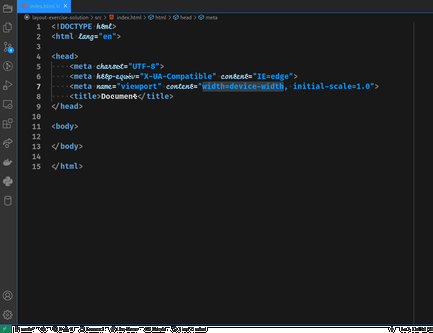 index.html
layout-exercise-solution > src > index.html > html > head > meta
1 <!DOCTYPE html>
2 <html lang="en">
3
4 <head>
5 <meta charset="UTF-8">
6 <meta http-equiv="X-UA-Compatible" content="IE=edge">
7 <meta name="viewport" content="width=device-width, initial-scale=1.0">
8 <title>Document</title>
9 </head>
10
11 <body>
12
13 </body>
14
15 </html>